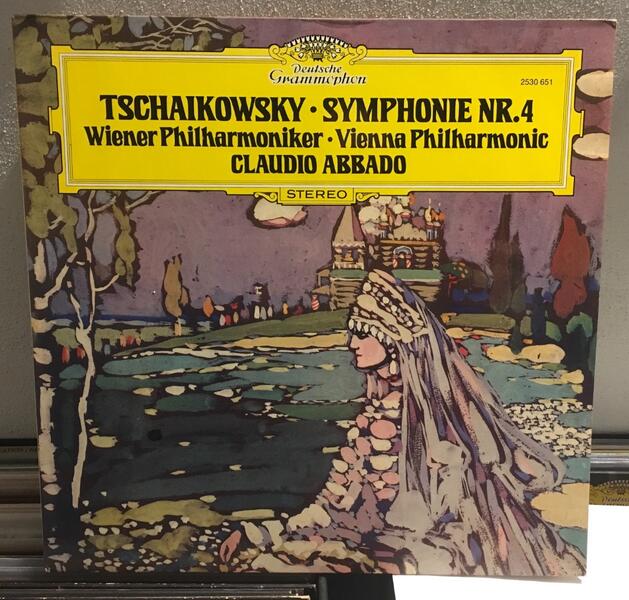 Deutsche
Grammophon
2530 651
TSCHAIKOWSKY · SYMPHONIE NR.4
Wiener Philharmoniker · Vienna Philharmonic
CLAUDIO ABBADO
STEREO